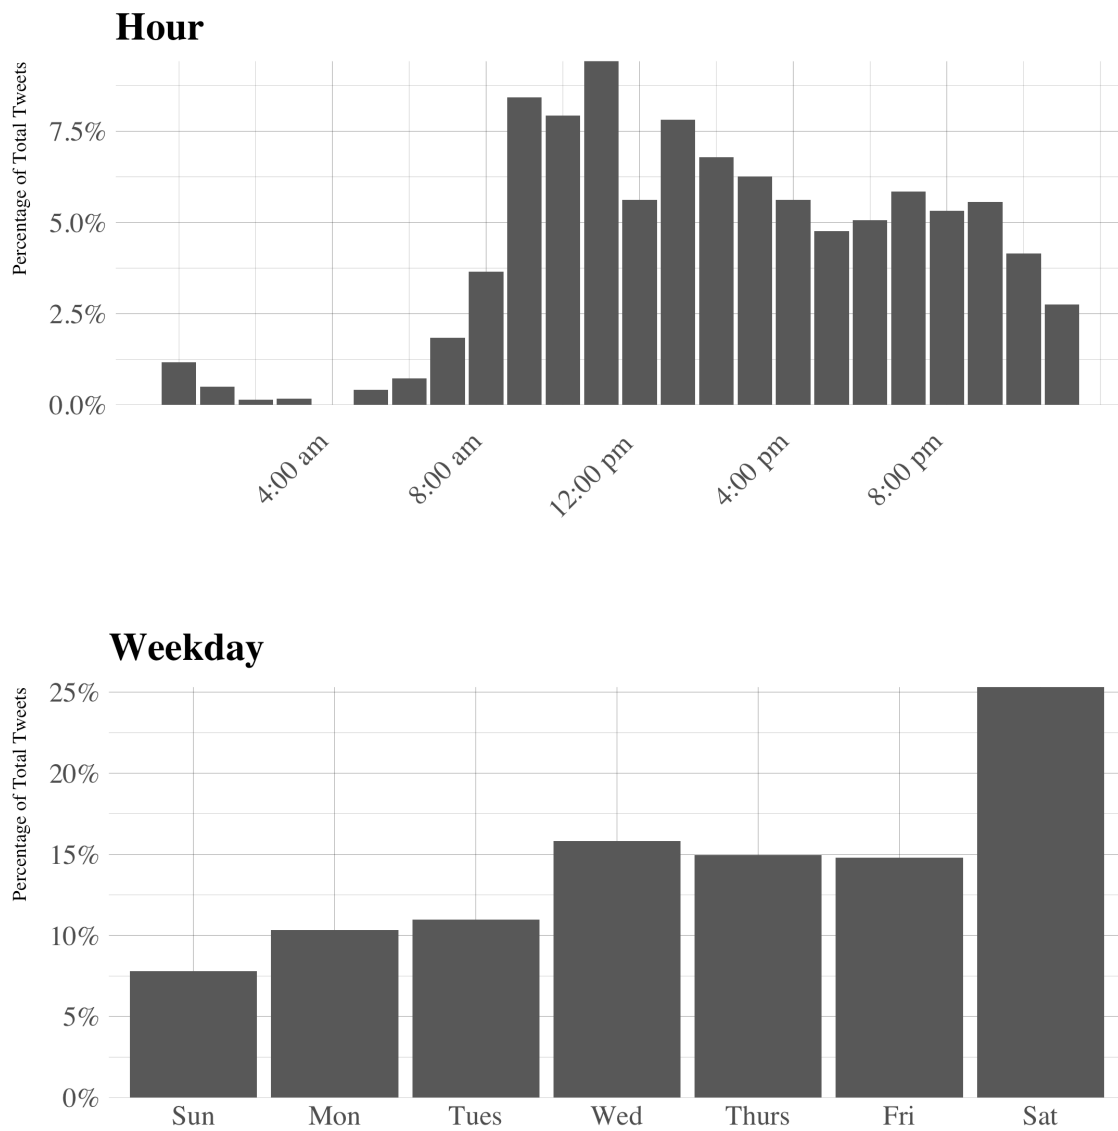 Hour
Percentage of Total Tweets
7.5%
5.0%
2.5%
0.0%
4:00 am
8:00 am
12:00 pm
4:00 pm
8:00 pm
Weekday
Percentage of Total Tweets
25%
20%
15%
10%
5%
0%
Sun Mon Tues Wed Thurs Fri Sat